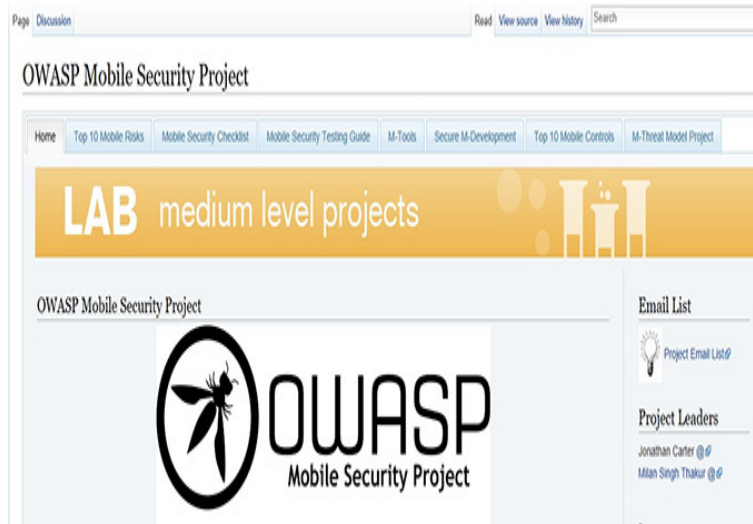 Page Discussion Read View source View history Search
OWASP Mobile Security Project
Home Top 10 Mobile Risks Mobile Security Checklist Mobile Security Testing Guide M-Tools Secure M-Development Top 10 Mobile Controls M-Threat Model Project
LAB medium level projects
OWASP Mobile Security Project
OWASP
Mobile Security Project
Email List
Project Email List
Project Leaders
Jonathan Carter @
Milan Singh Thakur @